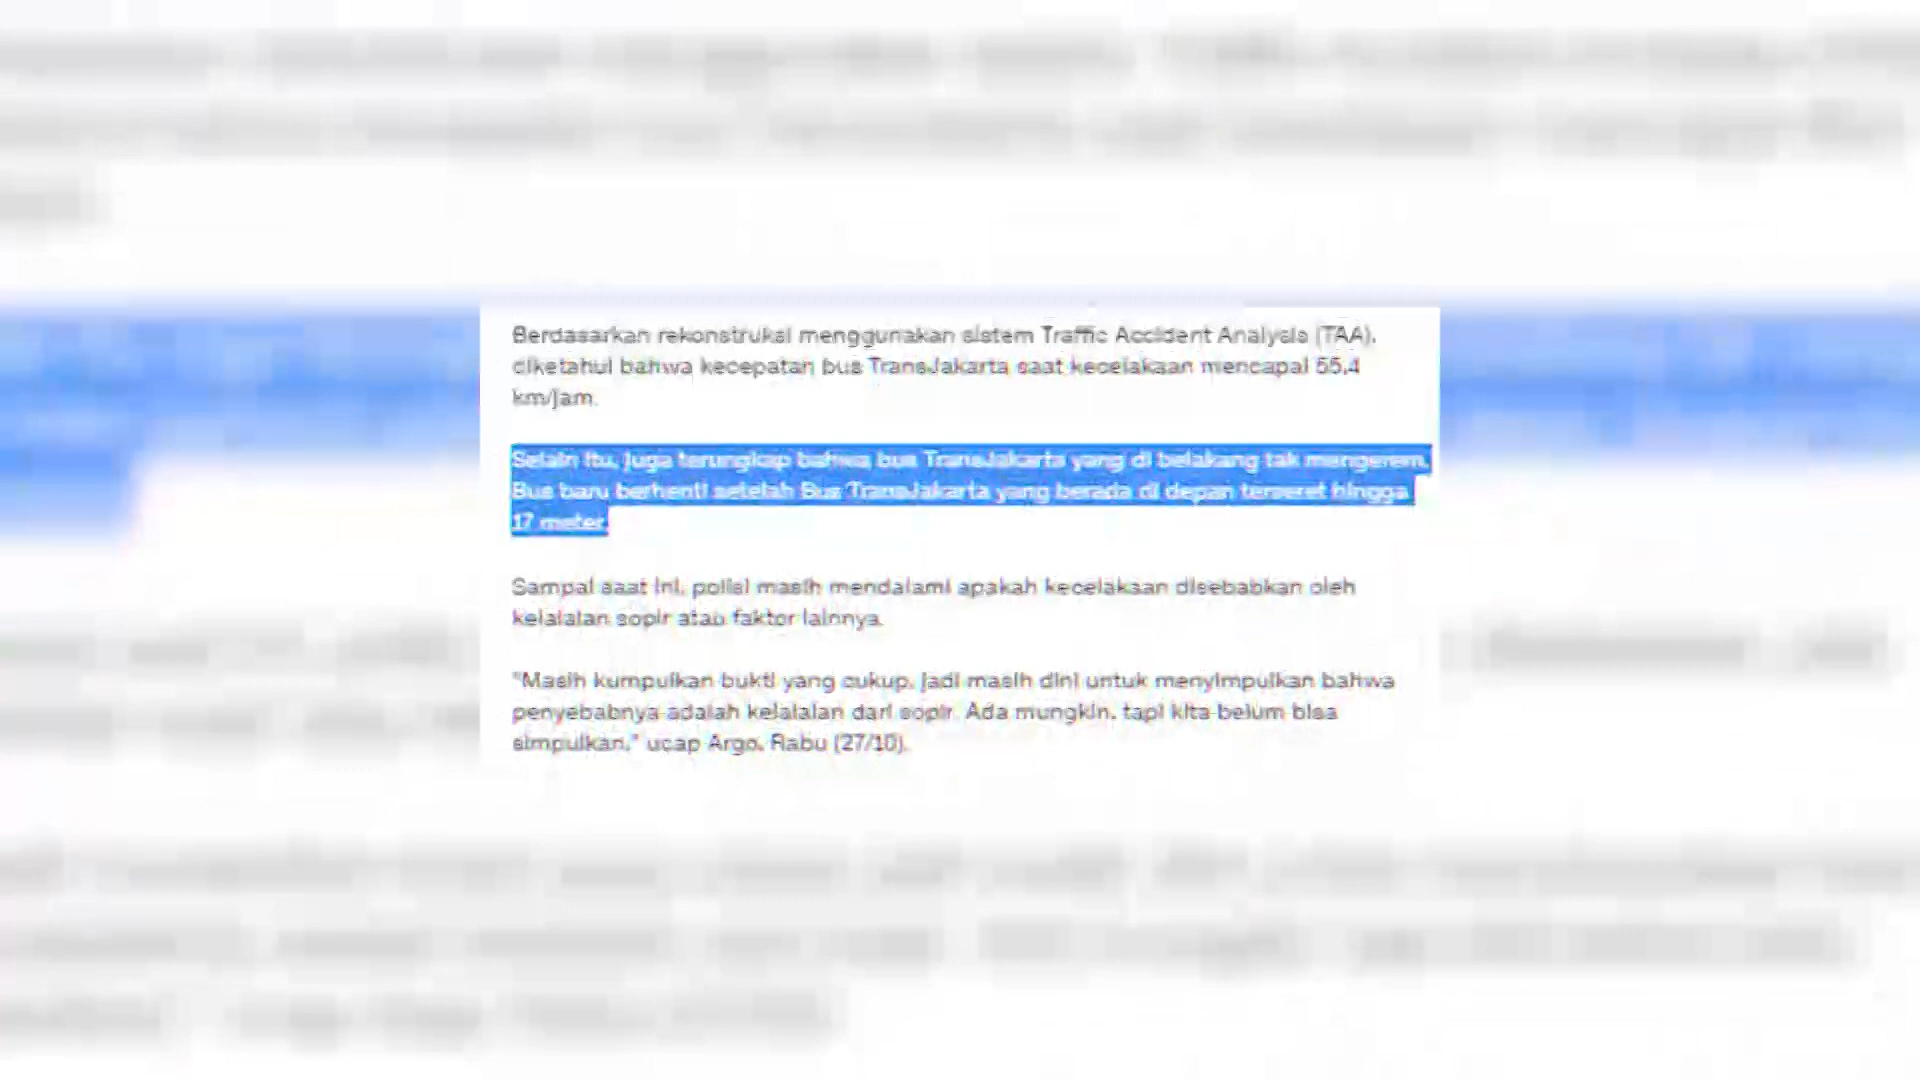 Berdasarkan rekonstruksi menggunakan sistem Traffic Accident Analysis (TAA),
diketahui bahwa kecepatan bus TransJakarta saat kecelakaan mencapai 55,4
km/jam.
Selain itu, juga terungkap bahwa bus TransJakarta yang di belakang tak mengerem.
Bus baru berhenti setelah Bus TransJakarta yang berada di depan terseret hingga
17 meter.
Sampai saat ini, polisi masih mendalami apakah kecelakaan disebabkan oleh
kelalaian sopir atau faktor lainnya.
"Masih kumpulkan bukti yang cukup, jadi masih dini untuk menyimpulkan bahwa
penyebabnya adalah kelalaian dari sopir. Ada mungkin, tapi kita belum bisa
simpulkan," ucap Argo, Rabu (27/10).